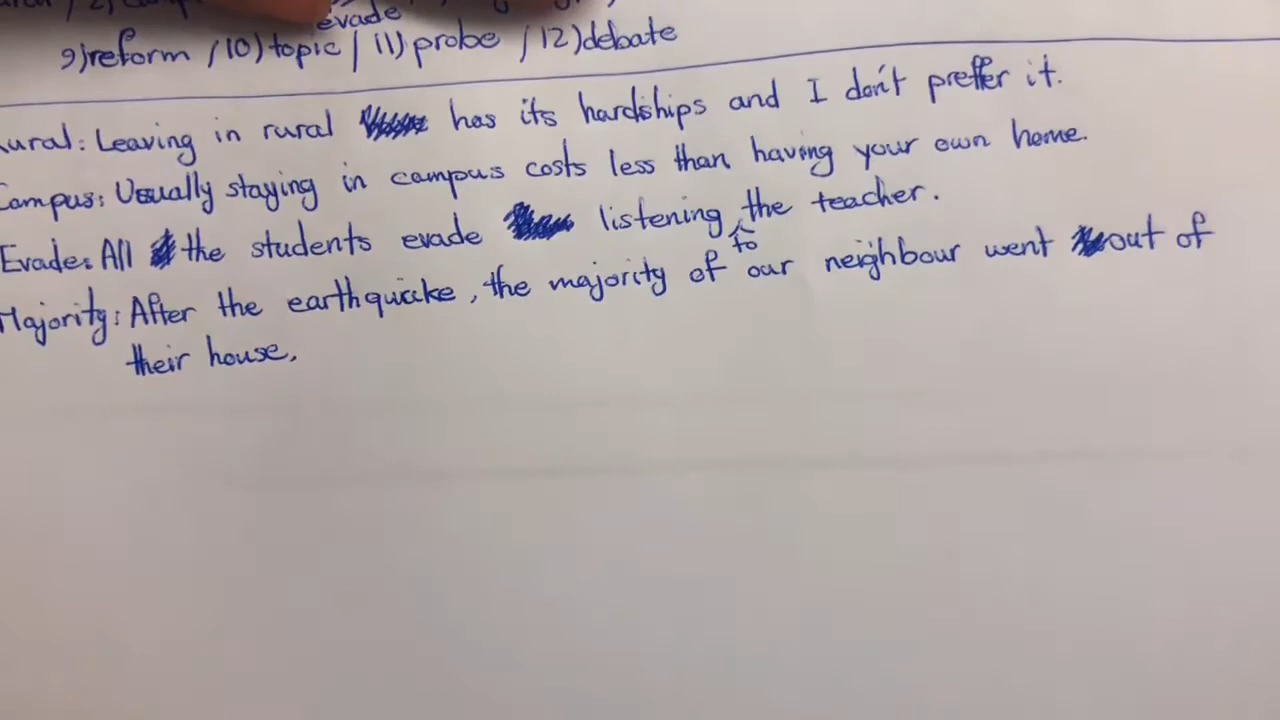 evade
9)reform / 10)topic / 11) probe / 12)debate
ural: Leaving in rural has its hardships and I don't preffer it.
Campus: Usually staying in campus costs less than having your own home.
Evade: All the students evade listening to the teacher.
Majority: After the earthquicke, the majority of our neighbour went out of
their house,